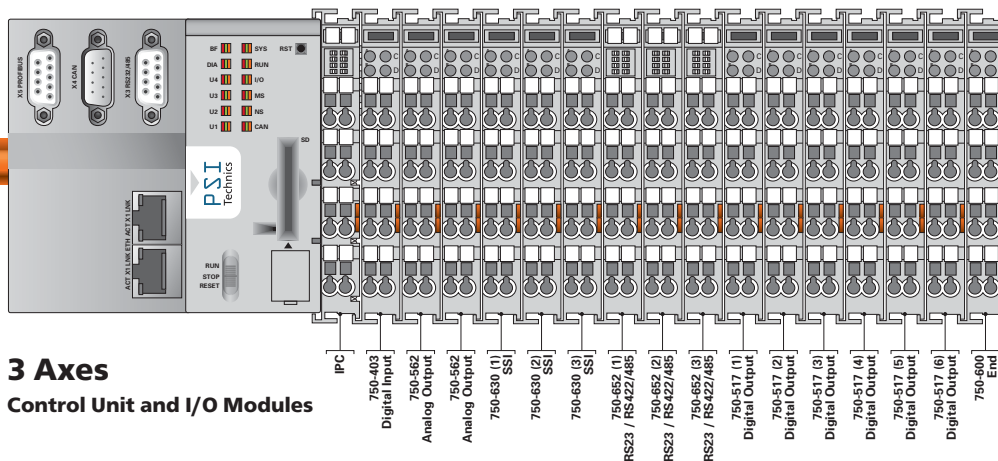 X5 PROFBUS
X4 CAN
X3 RS232/485
BF SYS RST
DIA RUN
U4 I/O
U3 MS
U2 NS
U1 CAN
SD
PSI
Technics
ACT X1 LNK ETH ACT X1 LNK
RUN
STOP
RESET
3 Axes
Control Unit and I/O Modules
IPC
750-403
Digital Input
750-562
Analog Output
750-562
Analog Output
750-630 (1)
SSI
750-630 (2)
SSI
750-630 (3)
SSI
750-652 (1)
RS23 / RS422/485
750-652 (2)
RS23 / RS422/485
750-652 (3)
RS23 / RS422/485
750-517 (1)
Digital Output
750-517 (2)
Digital Output
750-517 (3)
Digital Output
750-517 (4)
Digital Output
750-517 (5)
Digital Output
750-517 (6)
Digital Output
750-600
End